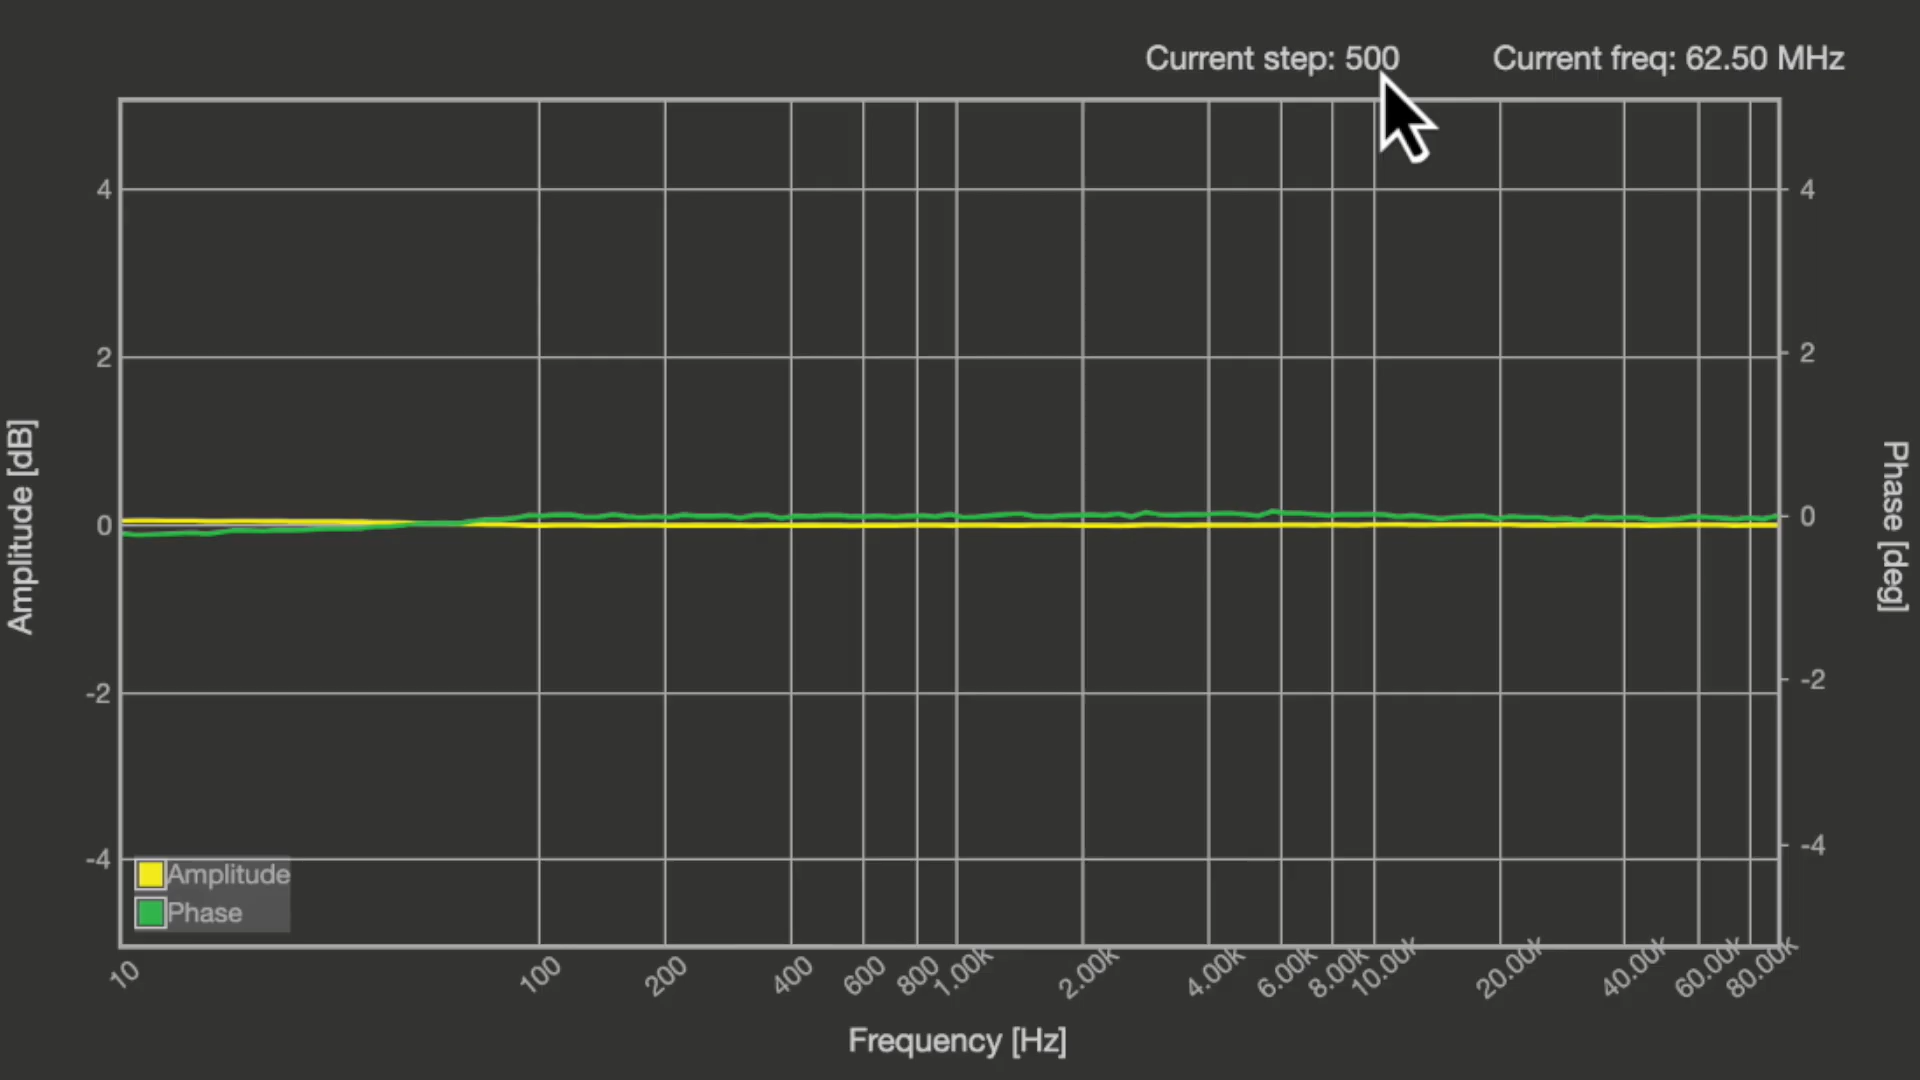 Current step: 500 Current freq: 62.50 MHz
4 4
2 2
0 0
-2 -2
-4 -4
Amplitude [dB]
Phase [deg]
Amplitude
Phase
10 100 200 400 600 800 1.00k 2.00k 4.00k 6.00k 8.00k 10.00k 20.00k 40.00k 60.00k 80.00k
Frequency [Hz]